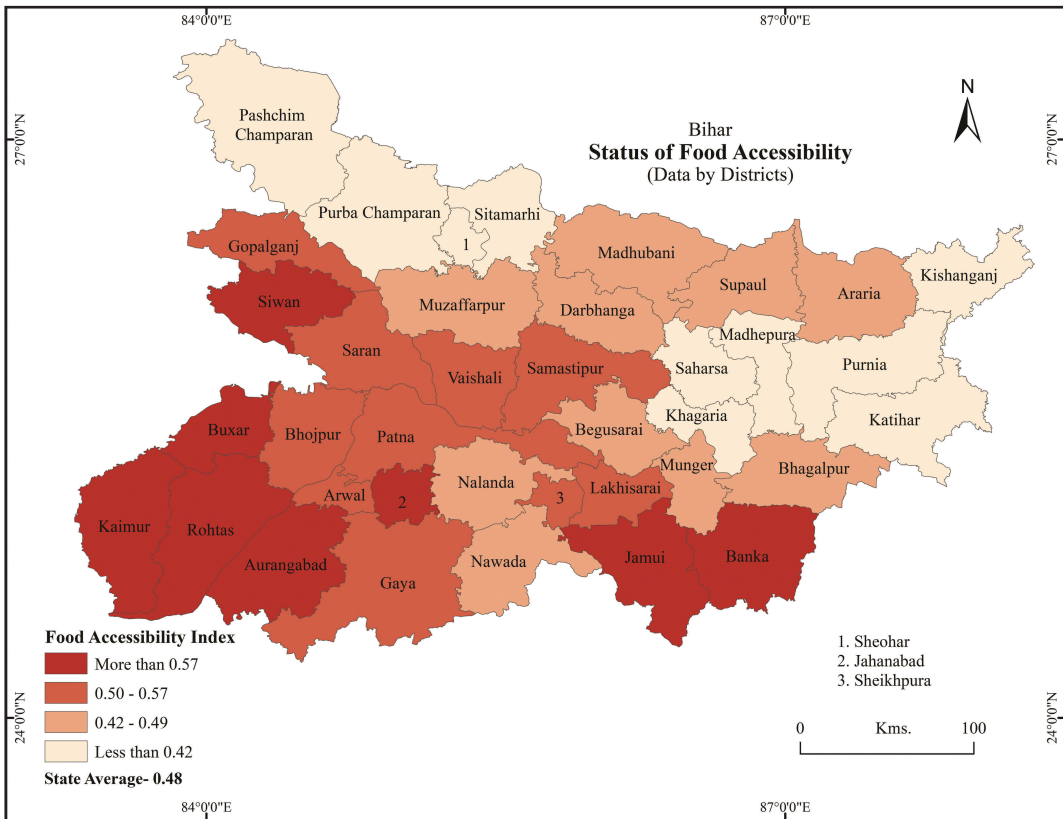 84°0'0"E
87°0'0"E
N
27°0'0"N
27°0'0"N
Bihar
Status of Food Accessibility
(Data by Districts)
Pashchim
Champaran
Purba Champaran
Sitamarhi
1
Gopalganj
Madhubani
Kishanganj
Siwan
Muzaffarpur
Darbhanga
Supaul
Araria
Saran
Vaishali
Samastipur
Saharsa
Madhepura
Purnia
Khagaria
Katihar
Buxar
Bhojpur
Patna
Begusarai
Munger
Bhagalpur
Kaimur
Rohtas
Arwal
2
Nalanda
3
Lakhisarai
Aurangabad
Gaya
Nawada
Jamui
Banka
Food Accessibility Index
More than 0.57
0.50 - 0.57
0.42 - 0.49
Less than 0.42
State Average- 0.48
1. Sheohar
2. Jahanabad
3. Sheikhpura
0 Kms. 100
24°0'0"N
24°0'0"N
84°0'0"E
87°0'0"E